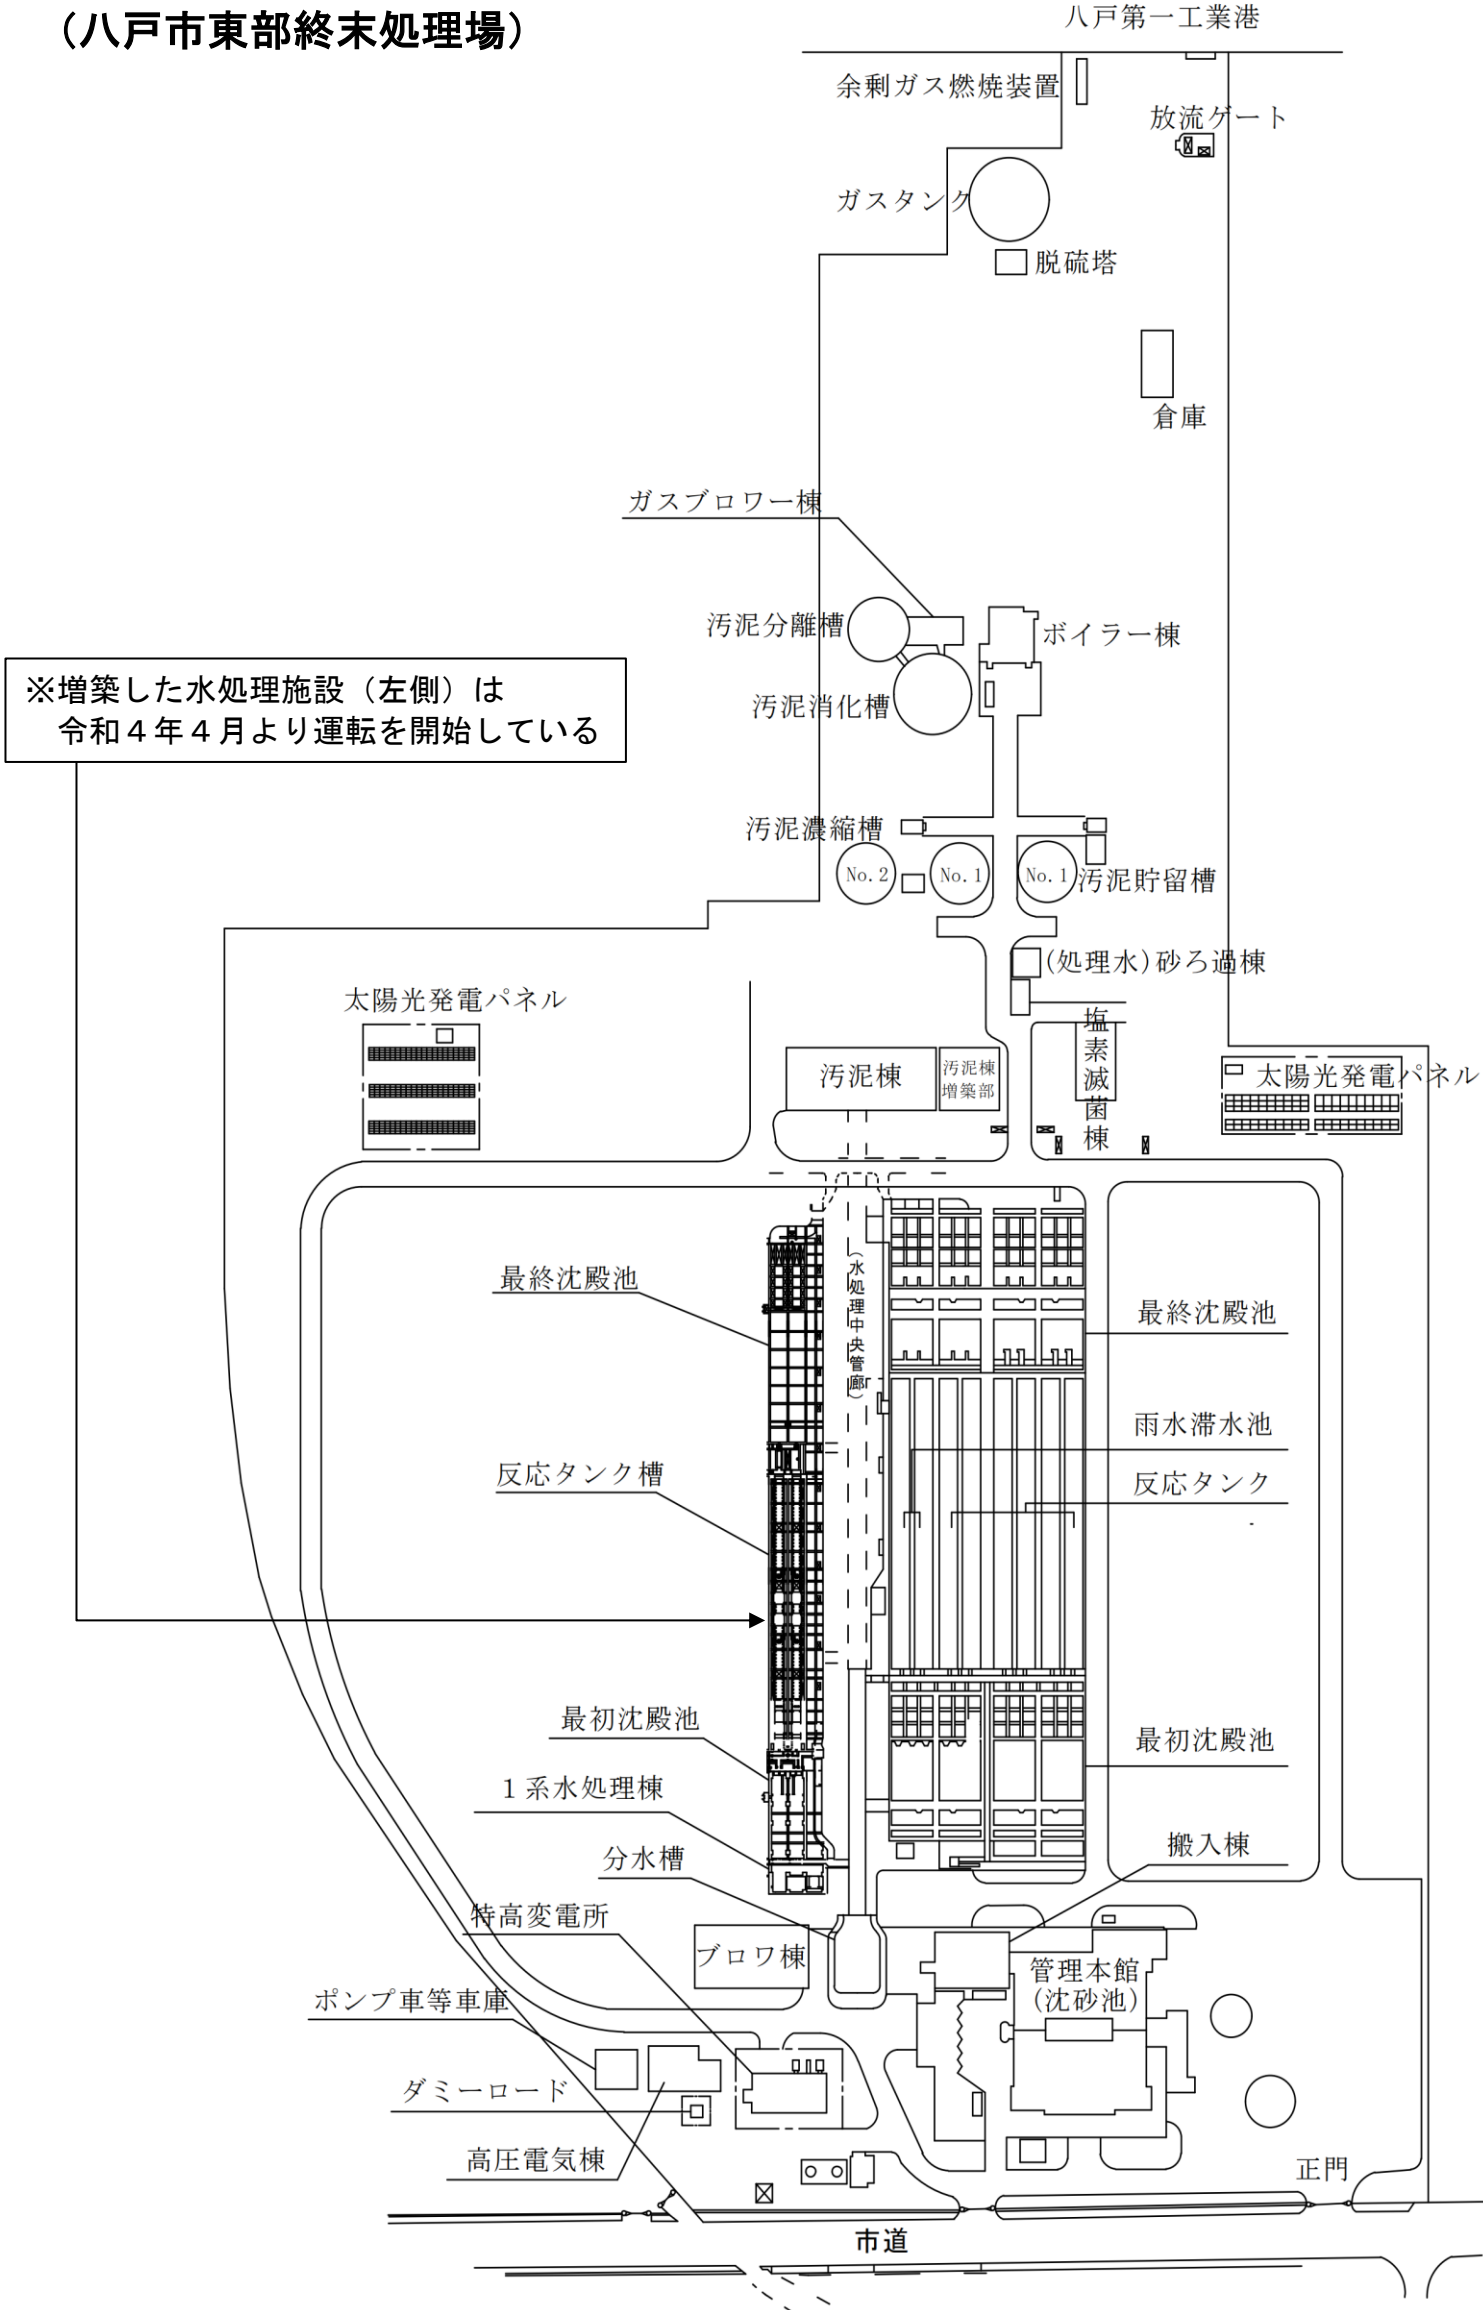 （八戸市東部終末処理場）
八戸第一工業港
余剰ガス燃焼装置
放流ゲート
ガスタンク
脱硫塔
倉庫
ガスブロワー棟
汚泥分離槽
ボイラー棟
汚泥消化槽
※増築した水処理施設（左側）は
令和４年４月より運転を開始している
汚泥濃縮槽
No.2
No.1
No.1
汚泥貯留槽
(処理水)砂ろ過棟
太陽光発電パネル
塩素滅菌棟
汚泥棟
汚泥棟
増築部
太陽光発電パネル
（水処理中央管廊）
最終沈殿池
最終沈殿池
雨水滞水池
反応タンク槽
反応タンク
最初沈殿池
最初沈殿池
１系水処理棟
搬入棟
分水槽
特高変電所
ブロワ棟
管理本館
(沈砂池)
ポンプ車等車庫
ダミーロード
高圧電気棟
正門
市道